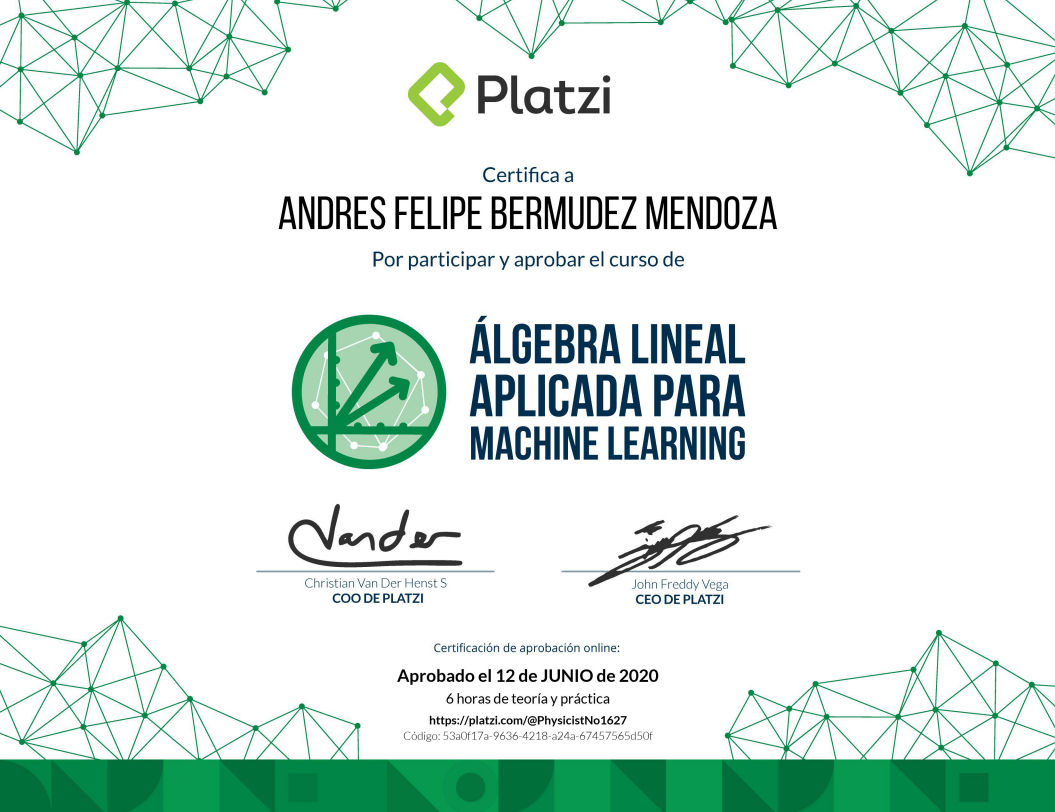 Platzi
Certifica a
ANDRES FELIPE BERMUDEZ MENDOZA
Por participar y aprobar el curso de
ÁLGEBRA LINEAL
APLICADA PARA
MACHINE LEARNING
Vander
Christian Van Der Henst S
COO DE PLATZI
John Freddy Vega
CEO DE PLATZI
Certificación de aprobación online:
Aprobado el 12 de JUNIO de 2020
6 horas de teoría y práctica
https://platzi.com/@PhysicistNo1627
Código: 53a0f17a-9636-4218-a24a-67457565d50f